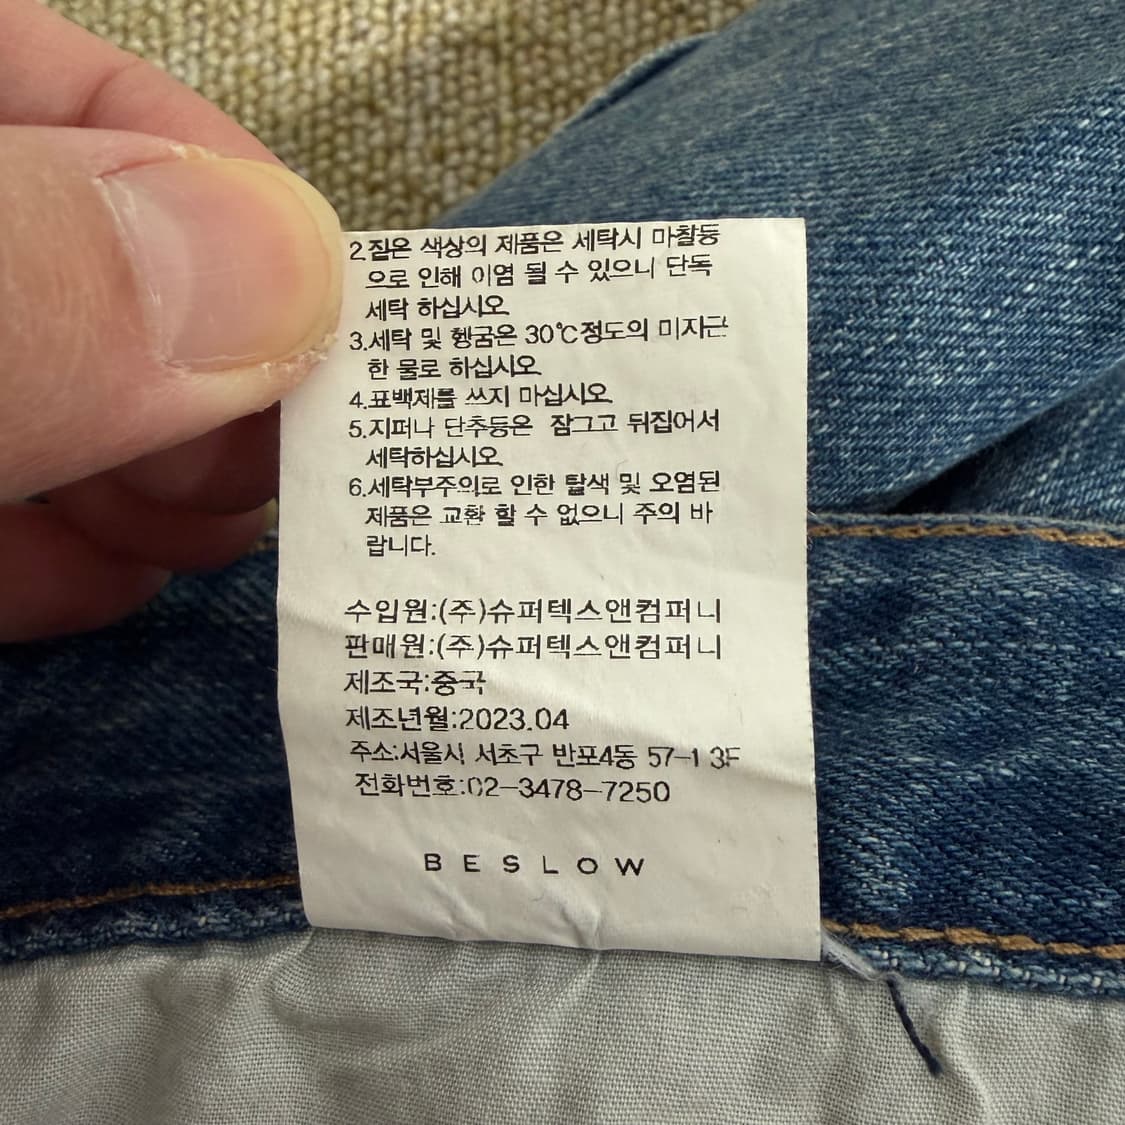 2.짙은 색상의 제품은 세탁시 마찰등
으로 인해 이염 될 수 있으니 단독
세탁 하십시오
3.세탁 및 헹굼은 30℃정도의 미지근
한 물로 하십시오
4.표백제를 쓰지 마십시오
5.지퍼나 단추등은 잠그고 뒤집어서
세탁하십시오
6.세탁부주의로 인한 탈색 및 오염된
제품은 교환 할 수 없으니 주의 바
랍니다.
수입원:(주)슈퍼텍스앤컴퍼니
판매원:(주)슈퍼텍스앤컴퍼니
제조국:중국
제조년월:2023.04
주소:서울시 서초구 반포4동 57-1 3F
전화번호:02-3478-7250
BESLOW